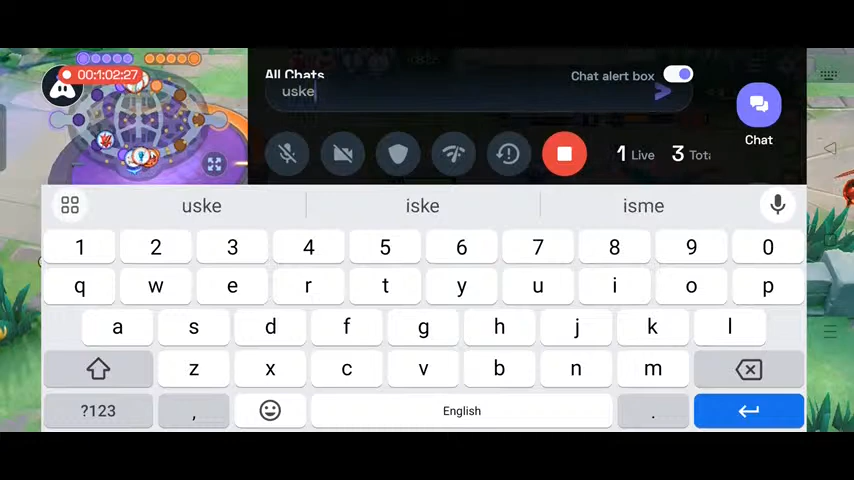 00:1:02:27
All Chats
Chat alert box
uske
Chat
1 Live 3 Tota
uske iske isme
1 2 3 4 5 6 7 8 9 0
q w e r t y u i o p
a s d f g h j k l
z x c v b n m
?123 , English .